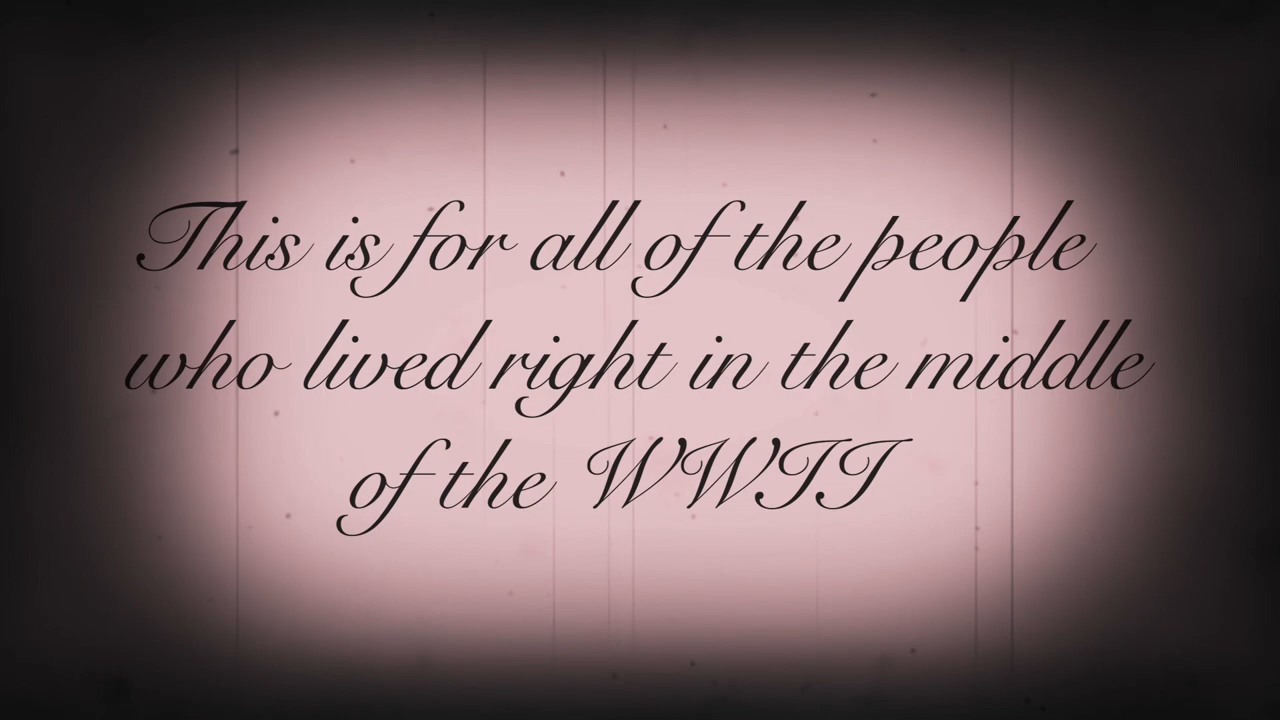 This is for all of the people
who lived right in the middle
of the WWII